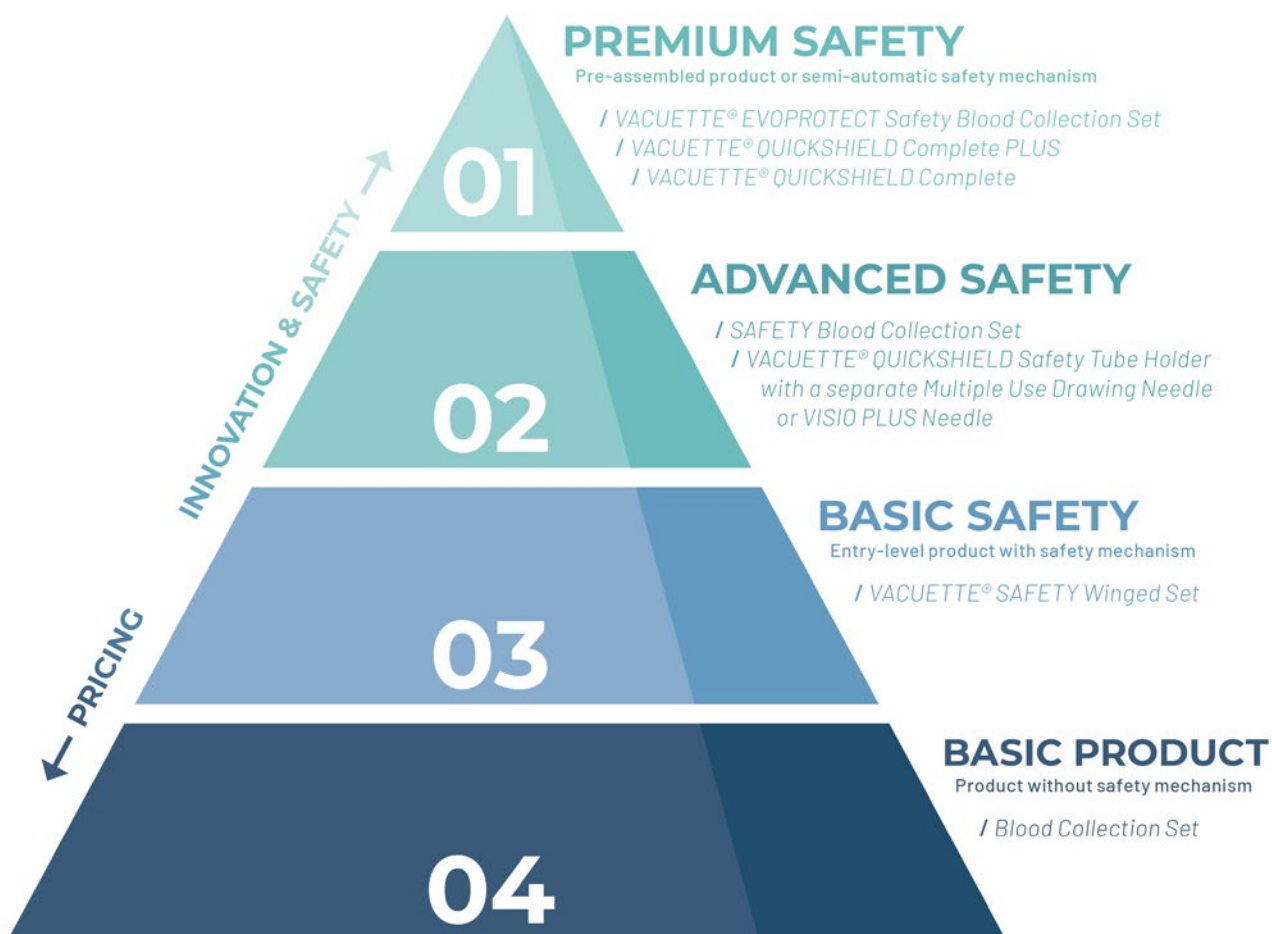 PREMIUM SAFETY
Pre-assembled product or semi-automatic safety mechanism
/ VACUETTE® EVOPROTECT Safety Blood Collection Set
/ VACUETTE® QUICKSHIELD Complete PLUS
/ VACUETTE® QUICKSHIELD Complete
01
INNOVATION & SAFETY
ADVANCED SAFETY
/ SAFETY Blood Collection Set
/ VACUETTE® QUICKSHIELD Safety Tube Holder
with a separate Multiple Use Drawing Needle
or VISIO PLUS Needle
02
BASIC SAFETY
Entry-level product with safety mechanism
/ VACUETTE® SAFETY Winged Set
03
PRICING
BASIC PRODUCT
Product without safety mechanism
/ Blood Collection Set
04